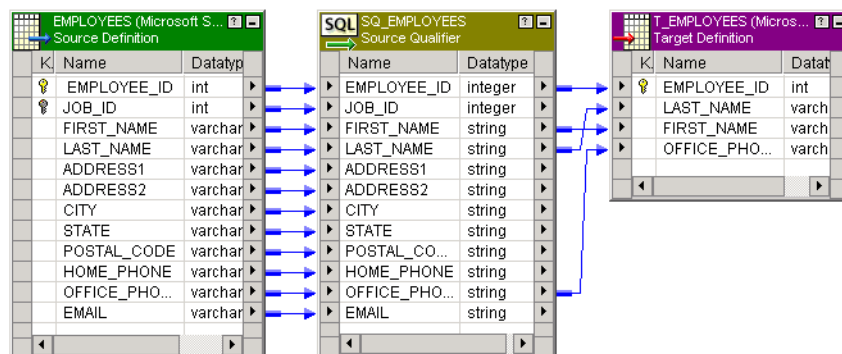 EMPLOYEES (Microsoft S...
Source Definition
K. Name Datatyp
EMPLOYEE_ID int
JOB_ID int
FIRST_NAME varchar
LAST_NAME varchar
ADDRESS1 varchar
ADDRESS2 varchar
CITY varchar
STATE varchar
POSTAL_CODE varchar
HOME_PHONE varchar
OFFICE_PHO... varchar
EMAIL varchar
SQL SQ_EMPLOYEES
Source Qualifier
Name Datatype
EMPLOYEE_ID integer
JOB_ID integer
FIRST_NAME string
LAST_NAME string
ADDRESS1 string
ADDRESS2 string
CITY string
STATE string
POSTAL_CO... string
HOME_PHONE string
OFFICE_PHO... string
EMAIL string
T_EMPLOYEES (Micros...
Target Definition
K. Name Datat
EMPLOYEE_ID int
LAST_NAME varch
FIRST_NAME varch
OFFICE_PHO... varch